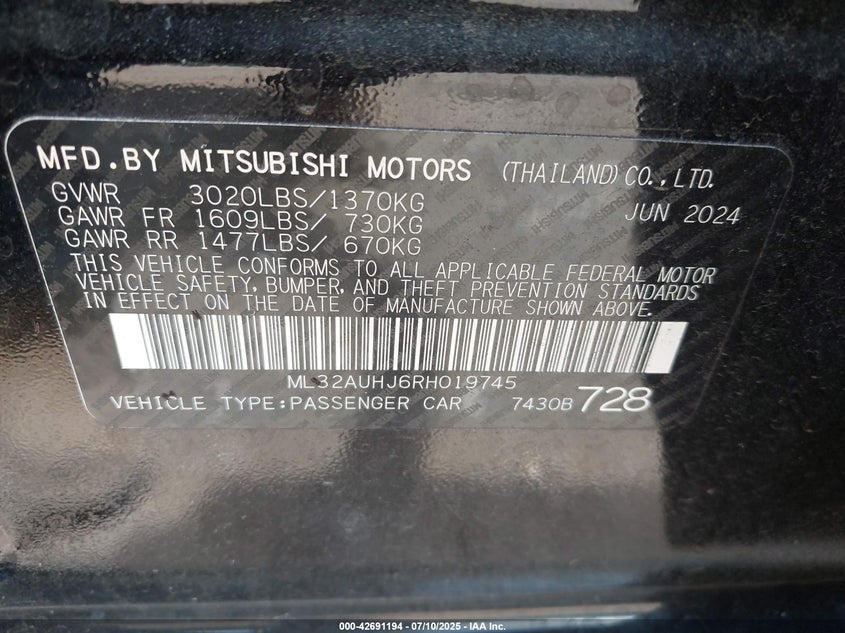 MFD.BY MITSUBISHI MOTORS (THAILAND) CO., LTD.
GVWR 3020LBS/1370KG JUN 2024
GAWR FR 1609LBS/ 730KG
GAWR RR 1477LBS/ 670KG
THIS VEHICLE CONFORMS TO ALL APPLICABLE FEDERAL MOTOR
VEHICLE SAFETY, BUMPER, AND THEFT PREVENTION STANDARDS
IN EFFECT ON THE DATE OF MANUFACTURE SHOWN ABOVE.
ML32AUHJ6RH019745
VEHICLE TYPE:PASSENGER CAR 7430B 728
000-42691194 - 07/10/2025 - IAA Inc.